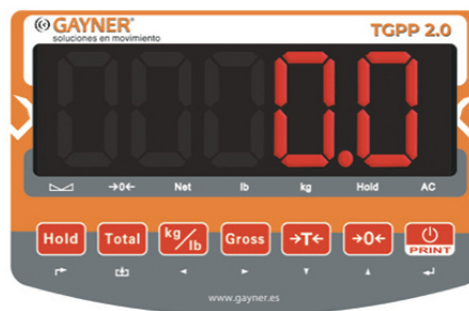 GAYNER®
soluciones en movimiento
TGPP 2.0
0.0
→0← Net lb kg Hold AC
Hold Total kg/lb Gross →T← →0← PRINT
www.gayner.es